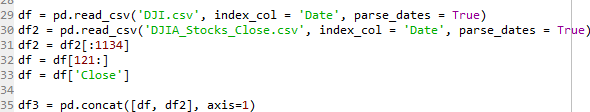 29 df = pd.read_csv('DJI.csv', index_col = 'Date', parse_dates = True)
30 df2 = pd.read_csv('DJIA_Stocks_Close.csv', index_col = 'Date', parse_dates = True)
31 df2 = df2[:1134]
32 df = df[121:]
33 df = df['Close']
34
35 df3 = pd.concat([df, df2], axis=1)